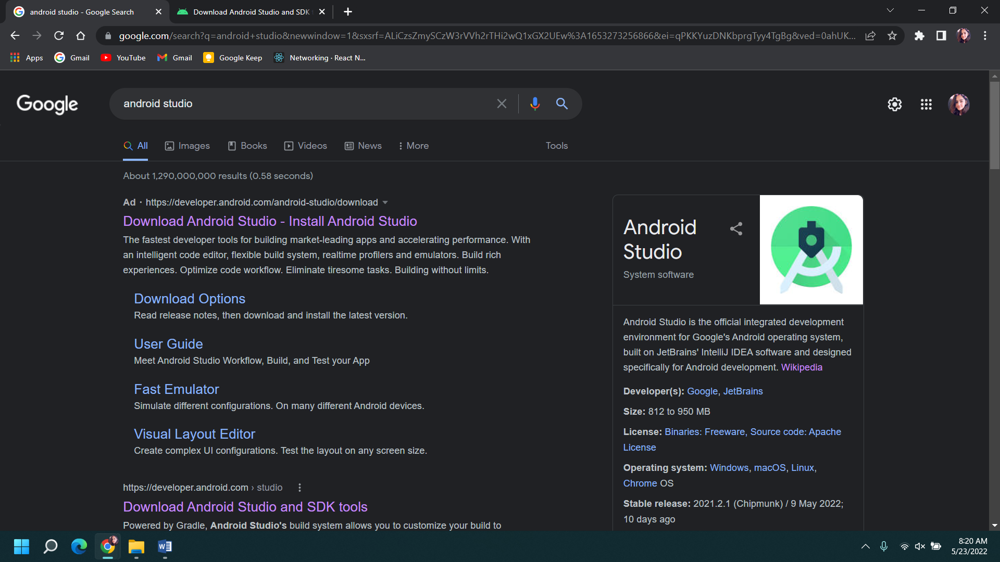 android studio - Google Search
Download Android Studio and SDK
google.com/search?q=android+studio&newwindow=1&sxsrf=ALiCzsZmySCzW3rVVh2rTHi2wQ1xGX2UEw%3A1653273256866&ei=qPKKYuzDNKbprgTyy4TgBg&ved=0ahUK...
Apps
Gmail
YouTube
Gmail
Google Keep
Networking · React N...
Google
android studio
All
Images
Books
Videos
News
More
Tools
About 1,290,000,000 results (0.58 seconds)
Ad · https://developer.android.com/android-studio/download
Download Android Studio - Install Android Studio
The fastest developer tools for building market-leading apps and accelerating performance. With
an intelligent code editor, flexible build system, realtime profilers and emulators. Build rich
experiences. Optimize code workflow. Eliminate tiresome tasks. Building without limits.
Download Options
Read release notes, then download and install the latest version.
User Guide
Meet Android Studio Workflow, Build, and Test your App
Fast Emulator
Simulate different configurations. On many different Android devices.
Visual Layout Editor
Create complex UI configurations. Test the layout on any screen size.
https://developer.android.com › studio
Download Android Studio and SDK tools
Powered by Gradle, Android Studio's build system allows you to customize your build to
Android
Studio
System software
Android Studio is the official integrated development
environment for Google's Android operating system,
built on JetBrains' IntelliJ IDEA software and designed
specifically for Android development. Wikipedia
Developer(s): Google, JetBrains
Size: 812 to 950 MB
License: Binaries: Freeware, Source code: Apache
License
Operating system: Windows, macOS, Linux,
Chrome OS
Stable release: 2021.2.1 (Chipmunk) / 9 May 2022;
10 days ago
W
8:20 AM
5/23/2022